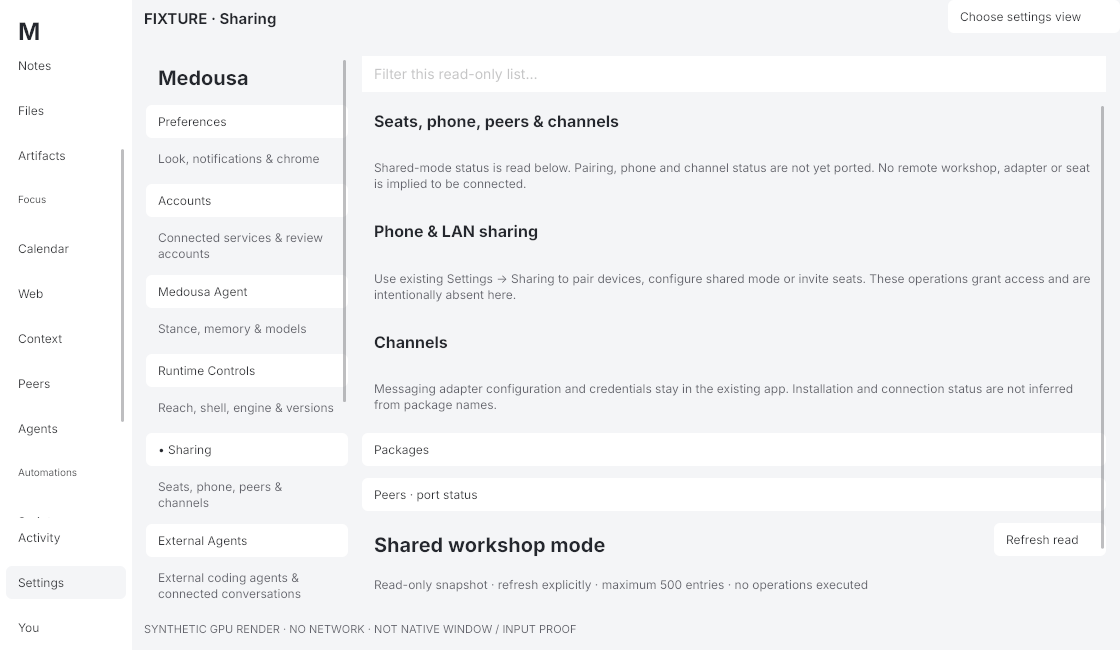 M
Notes
Files
Artifacts
Focus
Calendar
Web
Context
Peers
Agents
Automations
Activity
Settings
You
FIXTURE · Sharing
Choose settings view
Medousa
Preferences
Look, notifications & chrome
Accounts
Connected services & review
accounts
Medousa Agent
Stance, memory & models
Runtime Controls
Reach, shell, engine & versions
• Sharing
Seats, phone, peers &
channels
External Agents
External coding agents &
connected conversations
Filter this read-only list...
Seats, phone, peers & channels
Shared-mode status is read below. Pairing, phone and channel status are not yet ported. No remote workshop, adapter or seat
is implied to be connected.
Phone & LAN sharing
Use existing Settings → Sharing to pair devices, configure shared mode or invite seats. These operations grant access and are
intentionally absent here.
Channels
Messaging adapter configuration and credentials stay in the existing app. Installation and connection status are not inferred
from package names.
Packages
Peers · port status
Shared workshop mode
Refresh read
Read-only snapshot · refresh explicitly · maximum 500 entries · no operations executed
SYNTHETIC GPU RENDER · NO NETWORK · NOT NATIVE WINDOW / INPUT PROOF